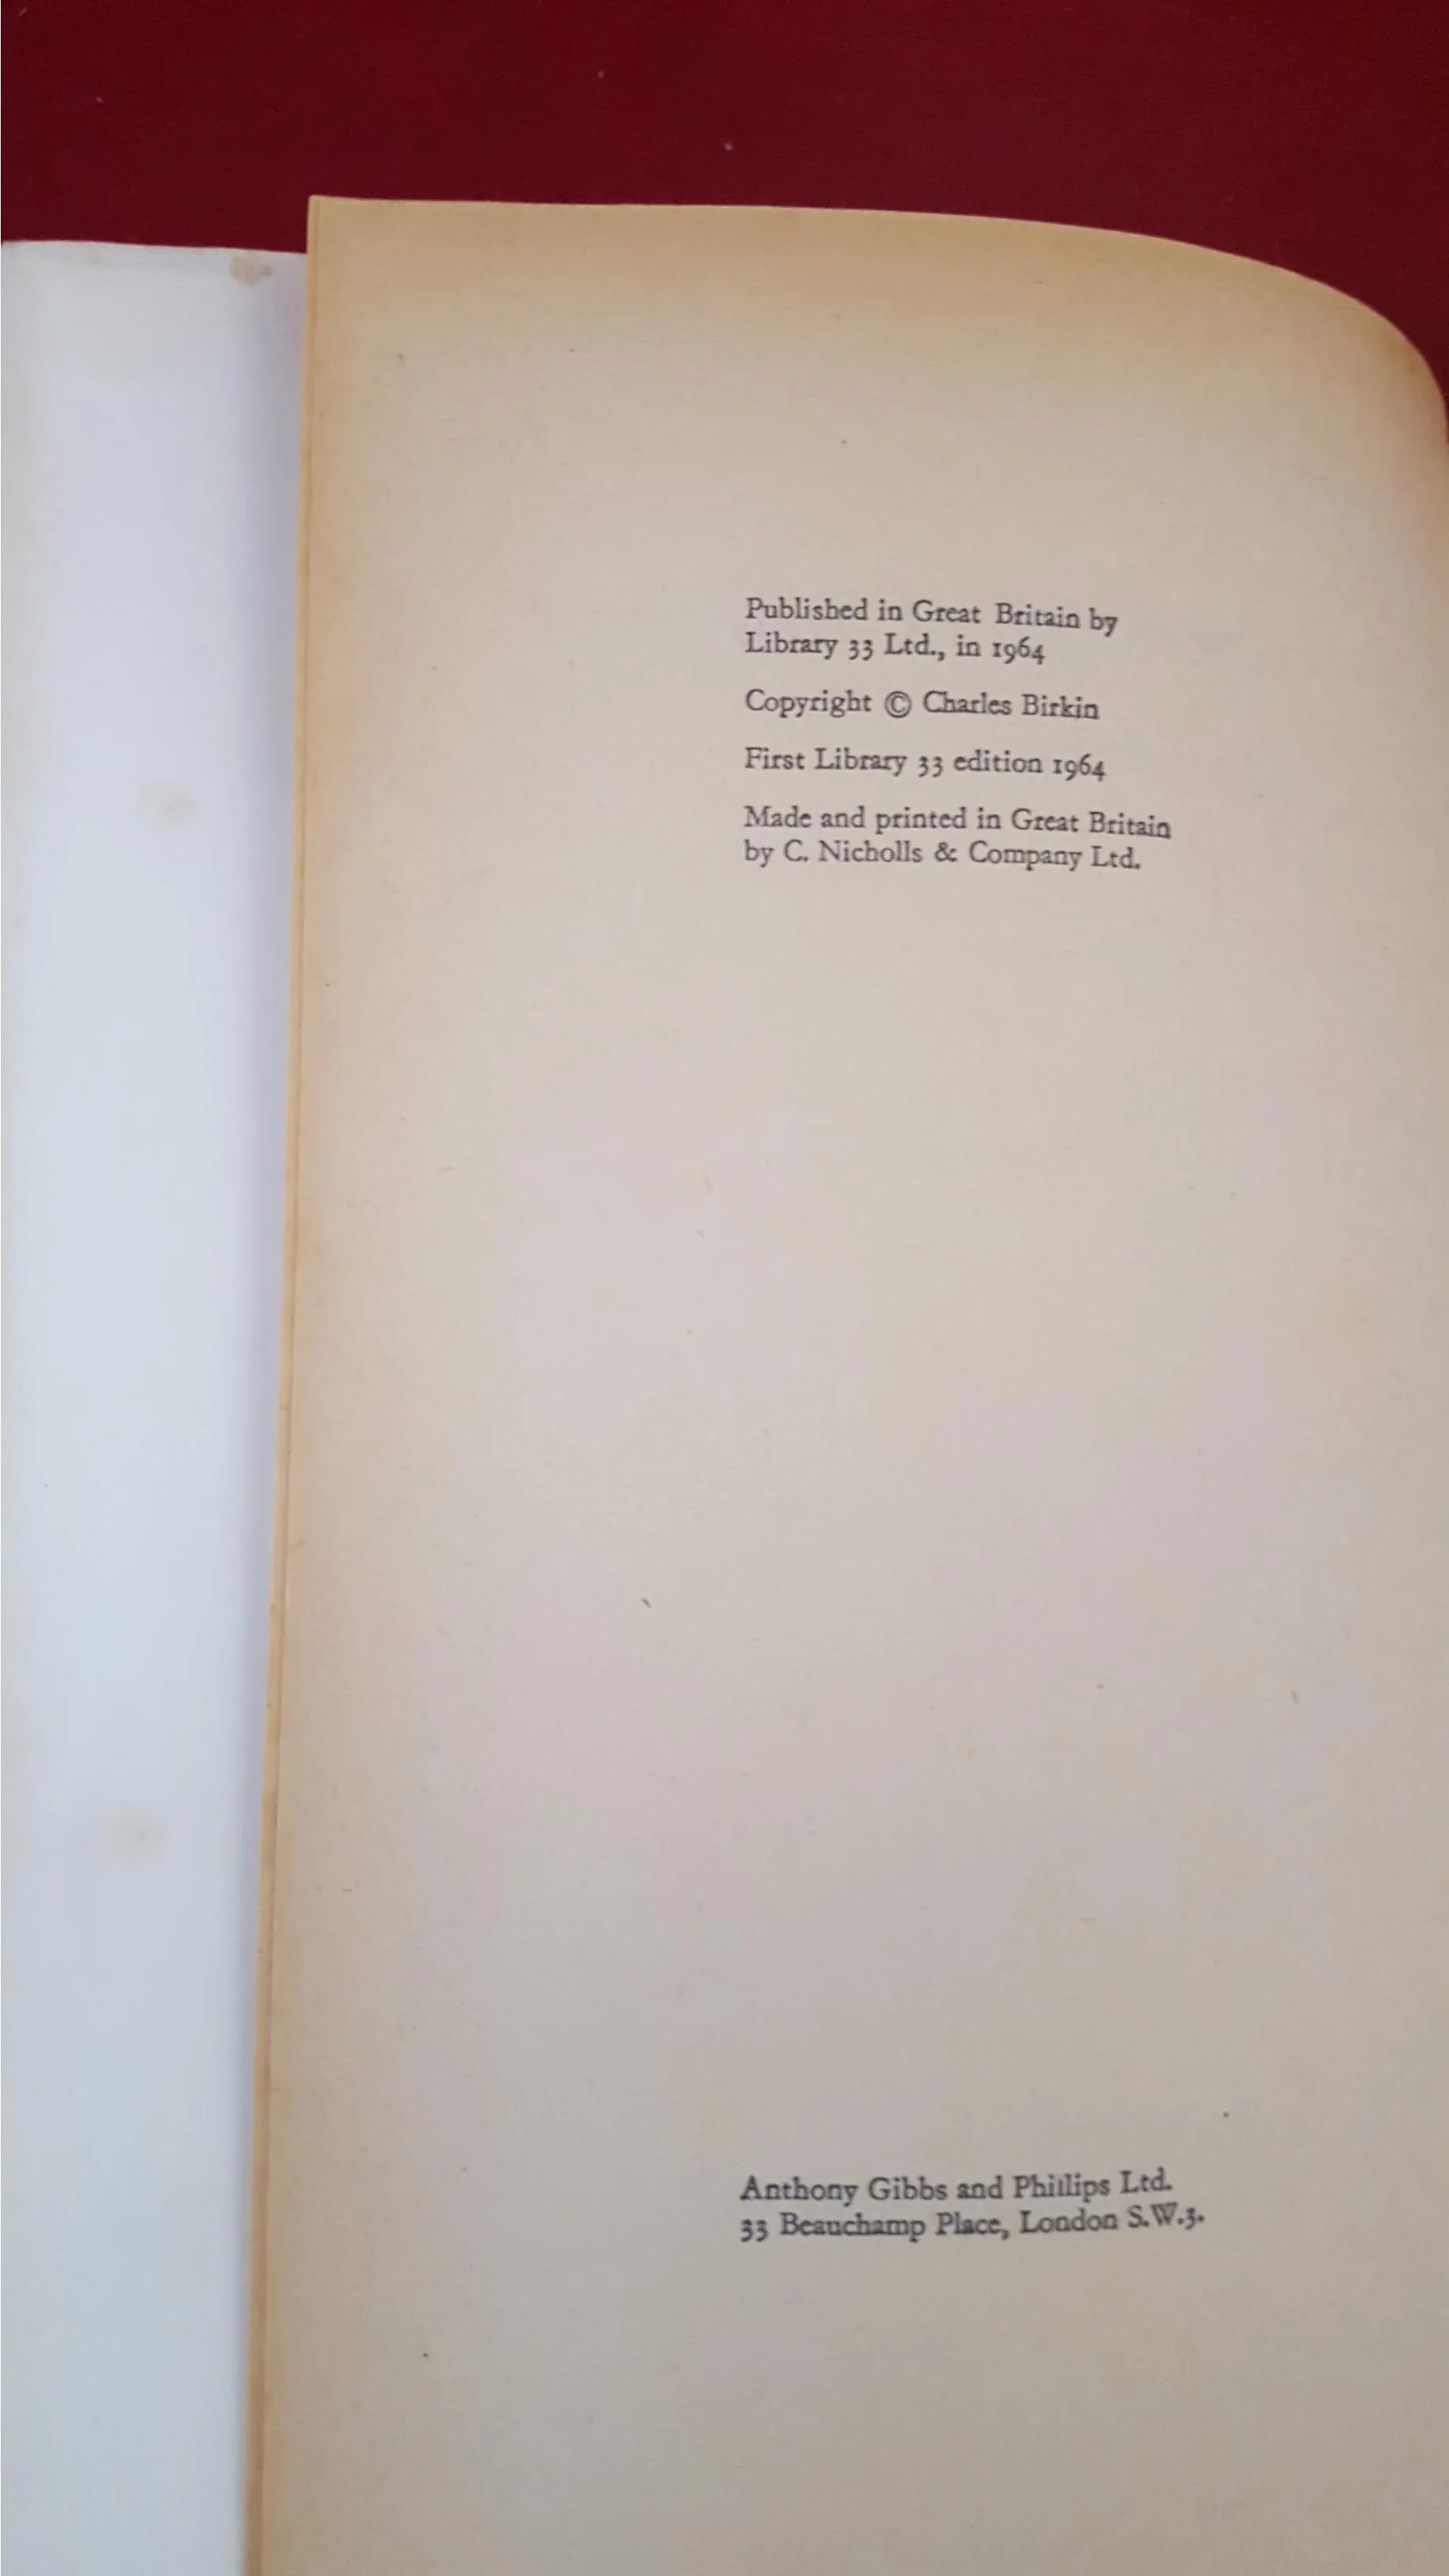 Published in Great Britain by
Library 33 Ltd., in 1964
Copyright © Charles Birkin
First Library 33 edition 1964
Made and printed in Great Britain
by C. Nicholls & Company Ltd.
Anthony Gibbs and Phillips Ltd.
33 Beauchamp Place, London S.W.3.